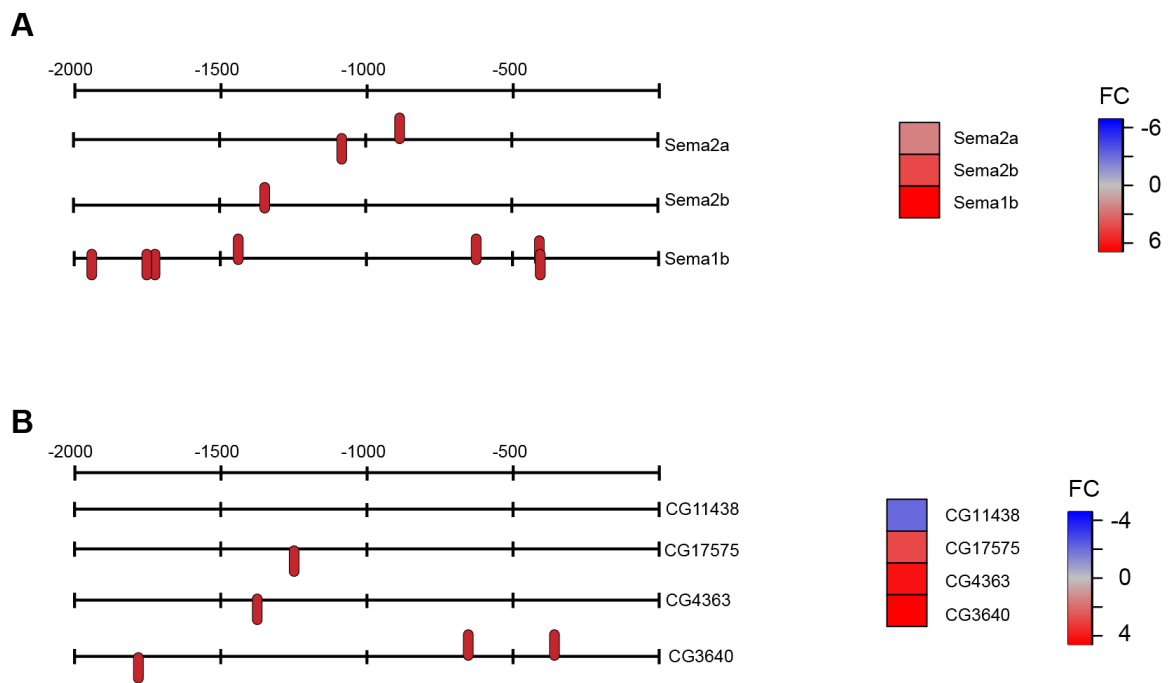 A
-2000 -1500 -1000 -500
FC
-6
0
6
Sema2a
Sema2b
Sema1b
Sema2a
Sema2b
Sema1b
B
-2000 -1500 -1000 -500
FC
-4
0
4
CG11438
CG17575
CG4363
CG3640
CG11438
CG17575
CG4363
CG3640